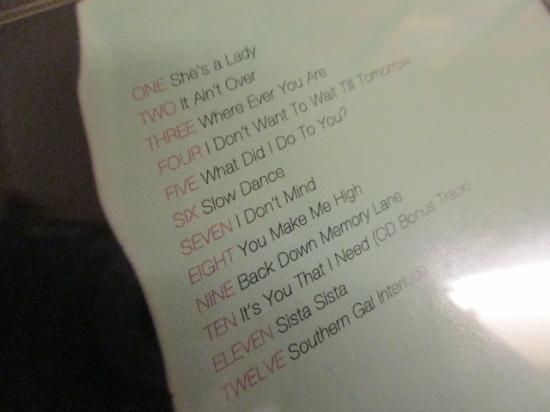 ONE She's a Lady
TWO It Ain't Over
THREE Where Ever You Are
FOUR I Don't Want To Wait Till Tomorrow
FIVE What Did I Do To You?
SIX Slow Dance
SEVEN I Don't Mind
EIGHT You Make Me High
NINE Back Down Memory Lane
TEN It's You That I Need (CD Bonus Track)
ELEVEN Sista Sista
TWELVE Southern Gal Interlude